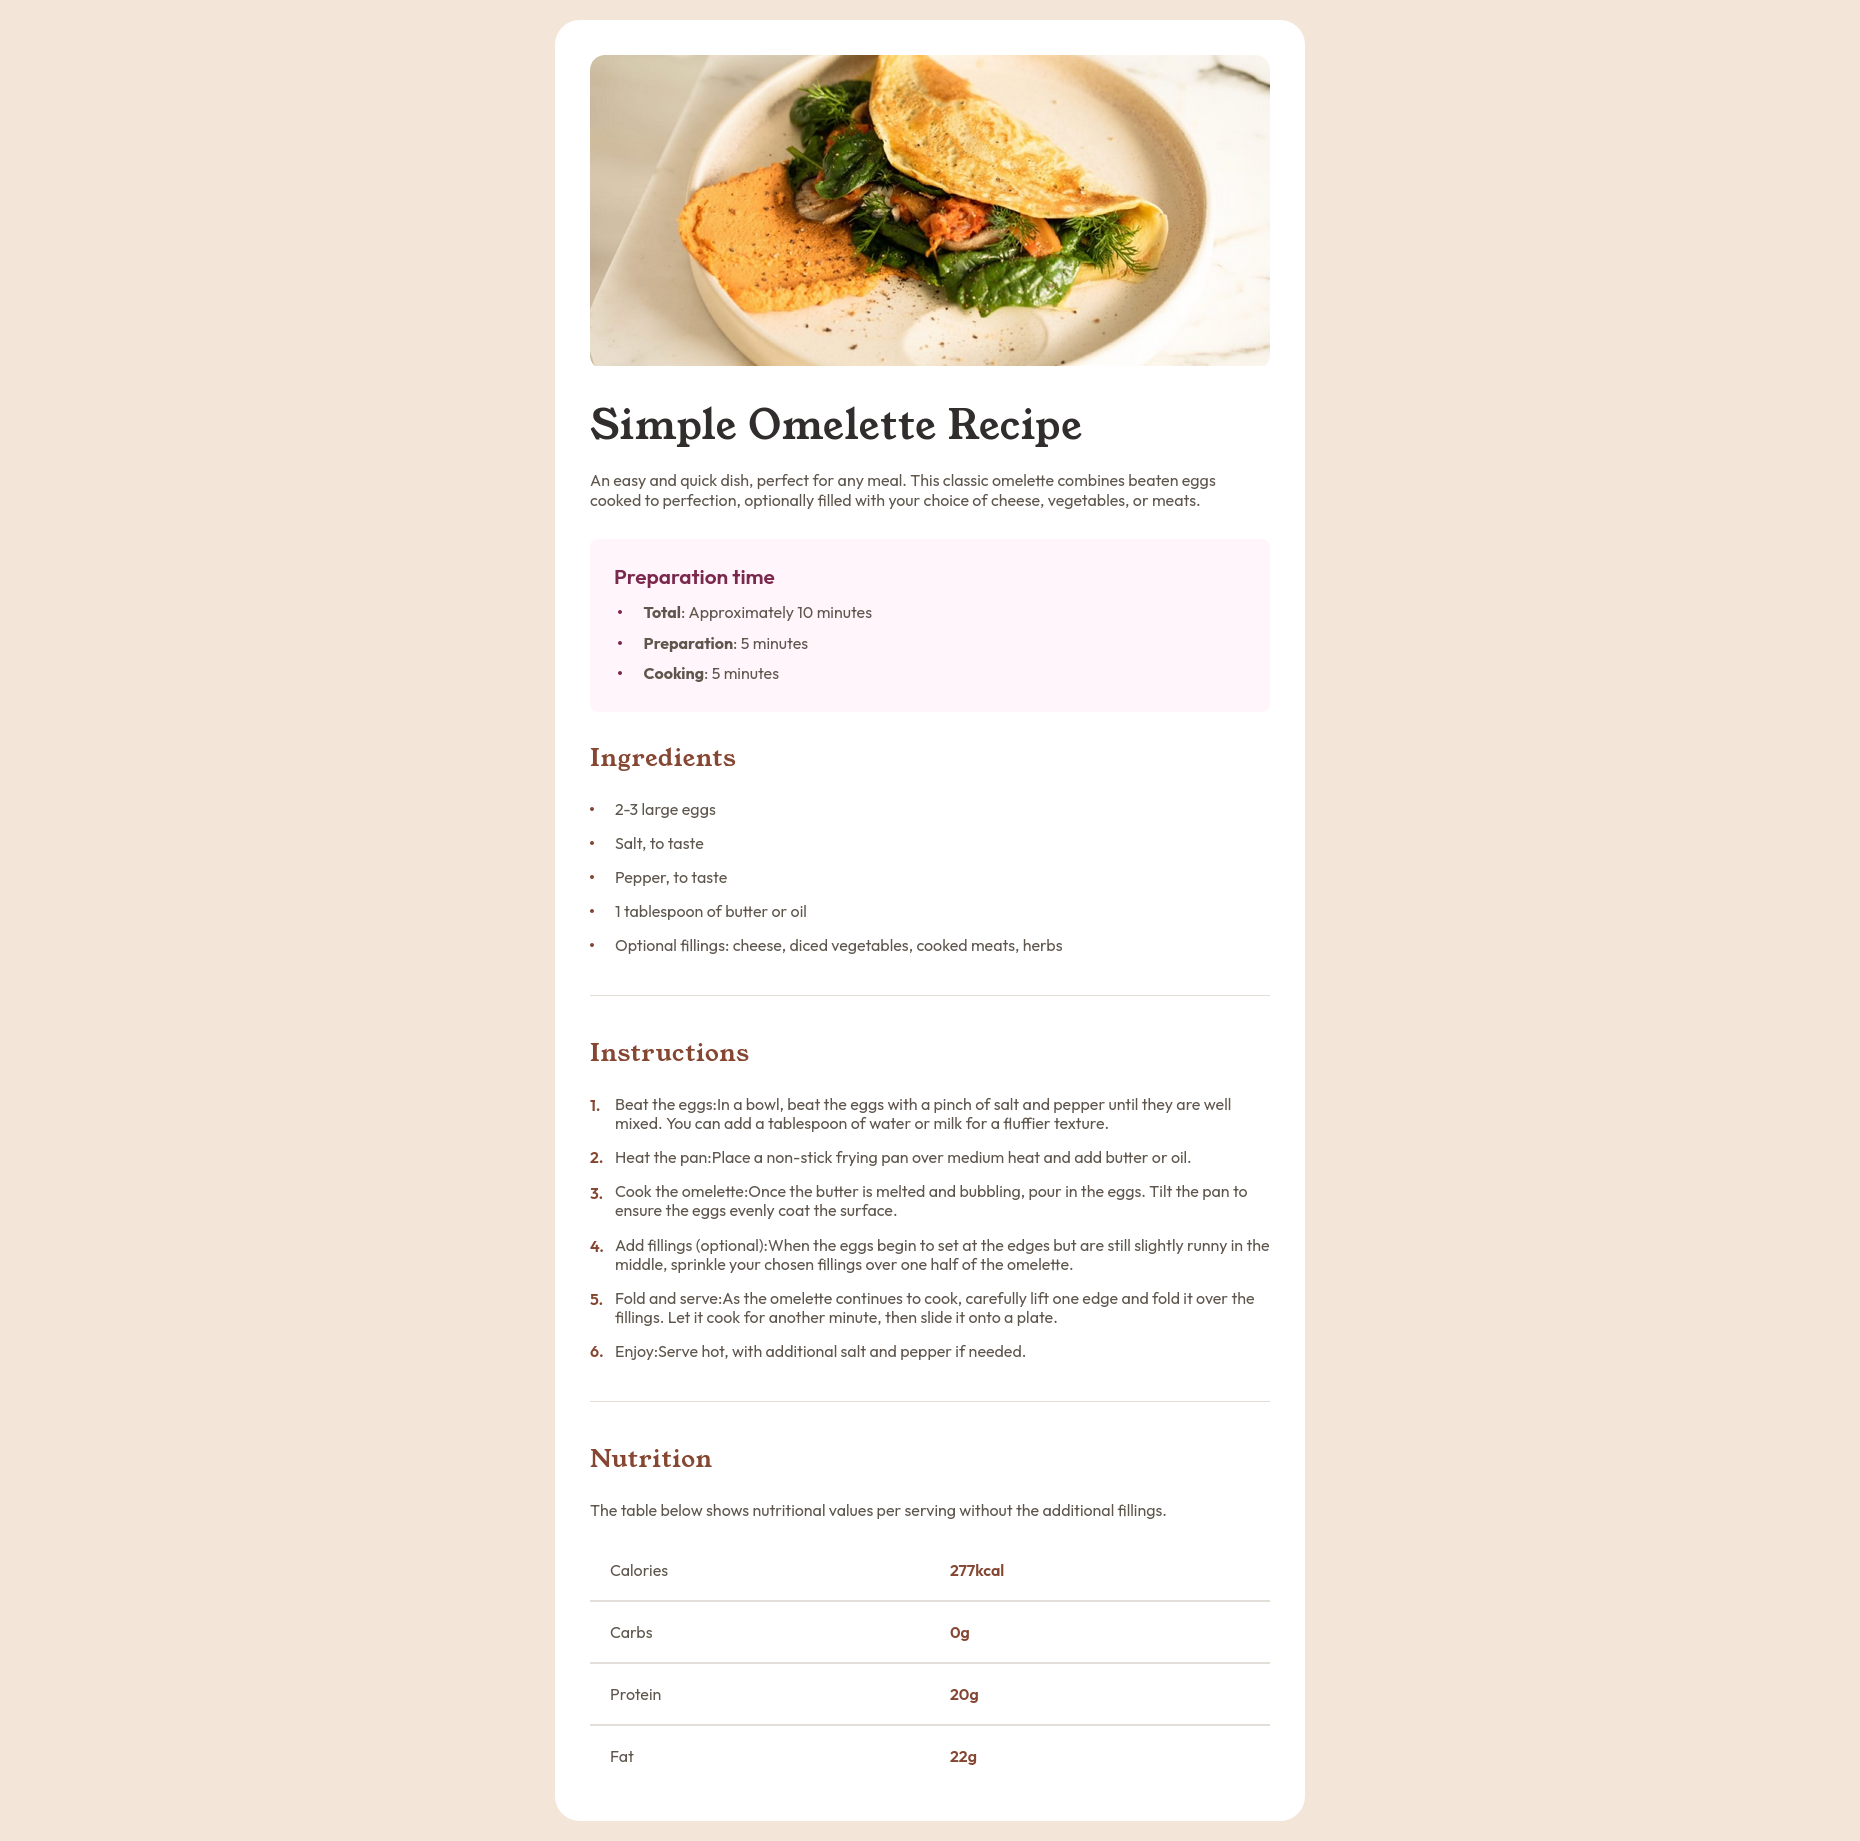 Simple Omelette Recipe
An easy and quick dish, perfect for any meal. This classic omelette combines beaten eggs
cooked to perfection, optionally filled with your choice of cheese, vegetables, or meats.
Preparation time
• Total: Approximately 10 minutes
• Preparation: 5 minutes
• Cooking: 5 minutes
Ingredients
• 2-3 large eggs
• Salt, to taste
• Pepper, to taste
• 1 tablespoon of butter or oil
• Optional fillings: cheese, diced vegetables, cooked meats, herbs
Instructions
1. Beat the eggs:In a bowl, beat the eggs with a pinch of salt and pepper until they are well
mixed. You can add a tablespoon of water or milk for a fluffier texture.
2. Heat the pan:Place a non-stick frying pan over medium heat and add butter or oil.
3. Cook the omelette:Once the butter is melted and bubbling, pour in the eggs. Tilt the pan to
ensure the eggs evenly coat the surface.
4. Add fillings (optional):When the eggs begin to set at the edges but are still slightly runny in the
middle, sprinkle your chosen fillings over one half of the omelette.
5. Fold and serve:As the omelette continues to cook, carefully lift one edge and fold it over the
fillings. Let it cook for another minute, then slide it onto a plate.
6. Enjoy:Serve hot, with additional salt and pepper if needed.
Nutrition
The table below shows nutritional values per serving without the additional fillings.
Calories 277kcal
Carbs 0g
Protein 20g
Fat 22g